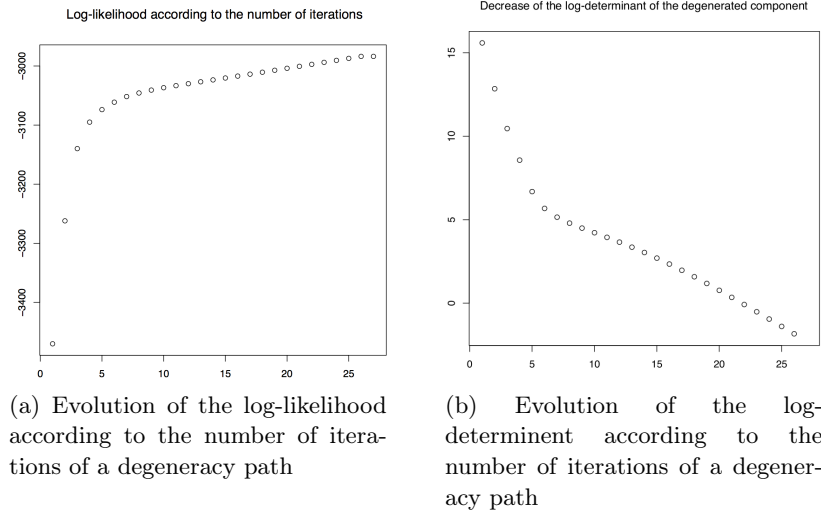 Log-likelihood according to the number of iterations
-3000
-3100
-3200
-3300
-3400
0 5 10 15 20 25
(a) Evolution of the log-likelihood
according to the number of itera-
tions of a degeneracy path
Decrease of the log-determinant of the degenerated component
15
10
5
0
0 5 10 15 20 25
(b) Evolution of the log-
determinent according to the
number of iterations of a degener-
acy path